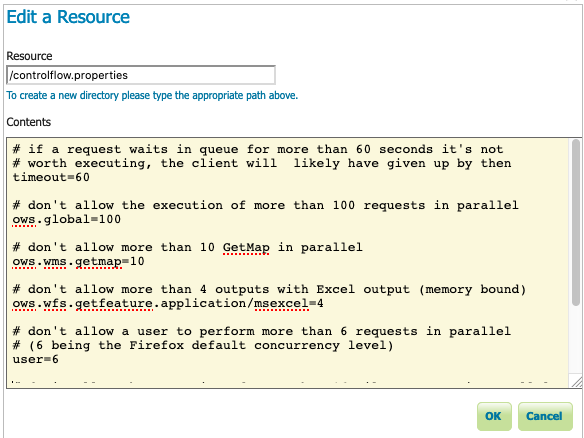 Edit a Resource
Resource
/controlflow.properties
To create a new directory please type the appropriate path above.
Contents
# if a request waits in queue for more than 60 seconds it's not
# worth executing, the client will  likely have given up by then
timeout=60
# don't allow the execution of more than 100 requests in parallel
ows.global=100
# don't allow more than 10 GetMap in parallel
ows.wms.getmap=10
# don't allow more than 4 outputs with Excel output (memory bound)
ows.wfs.getfeature.application/msexcel=4
# don't allow a user to perform more than 6 requests in parallel
# (6 being the Firefox default concurrency level)
user=6
OK Cancel